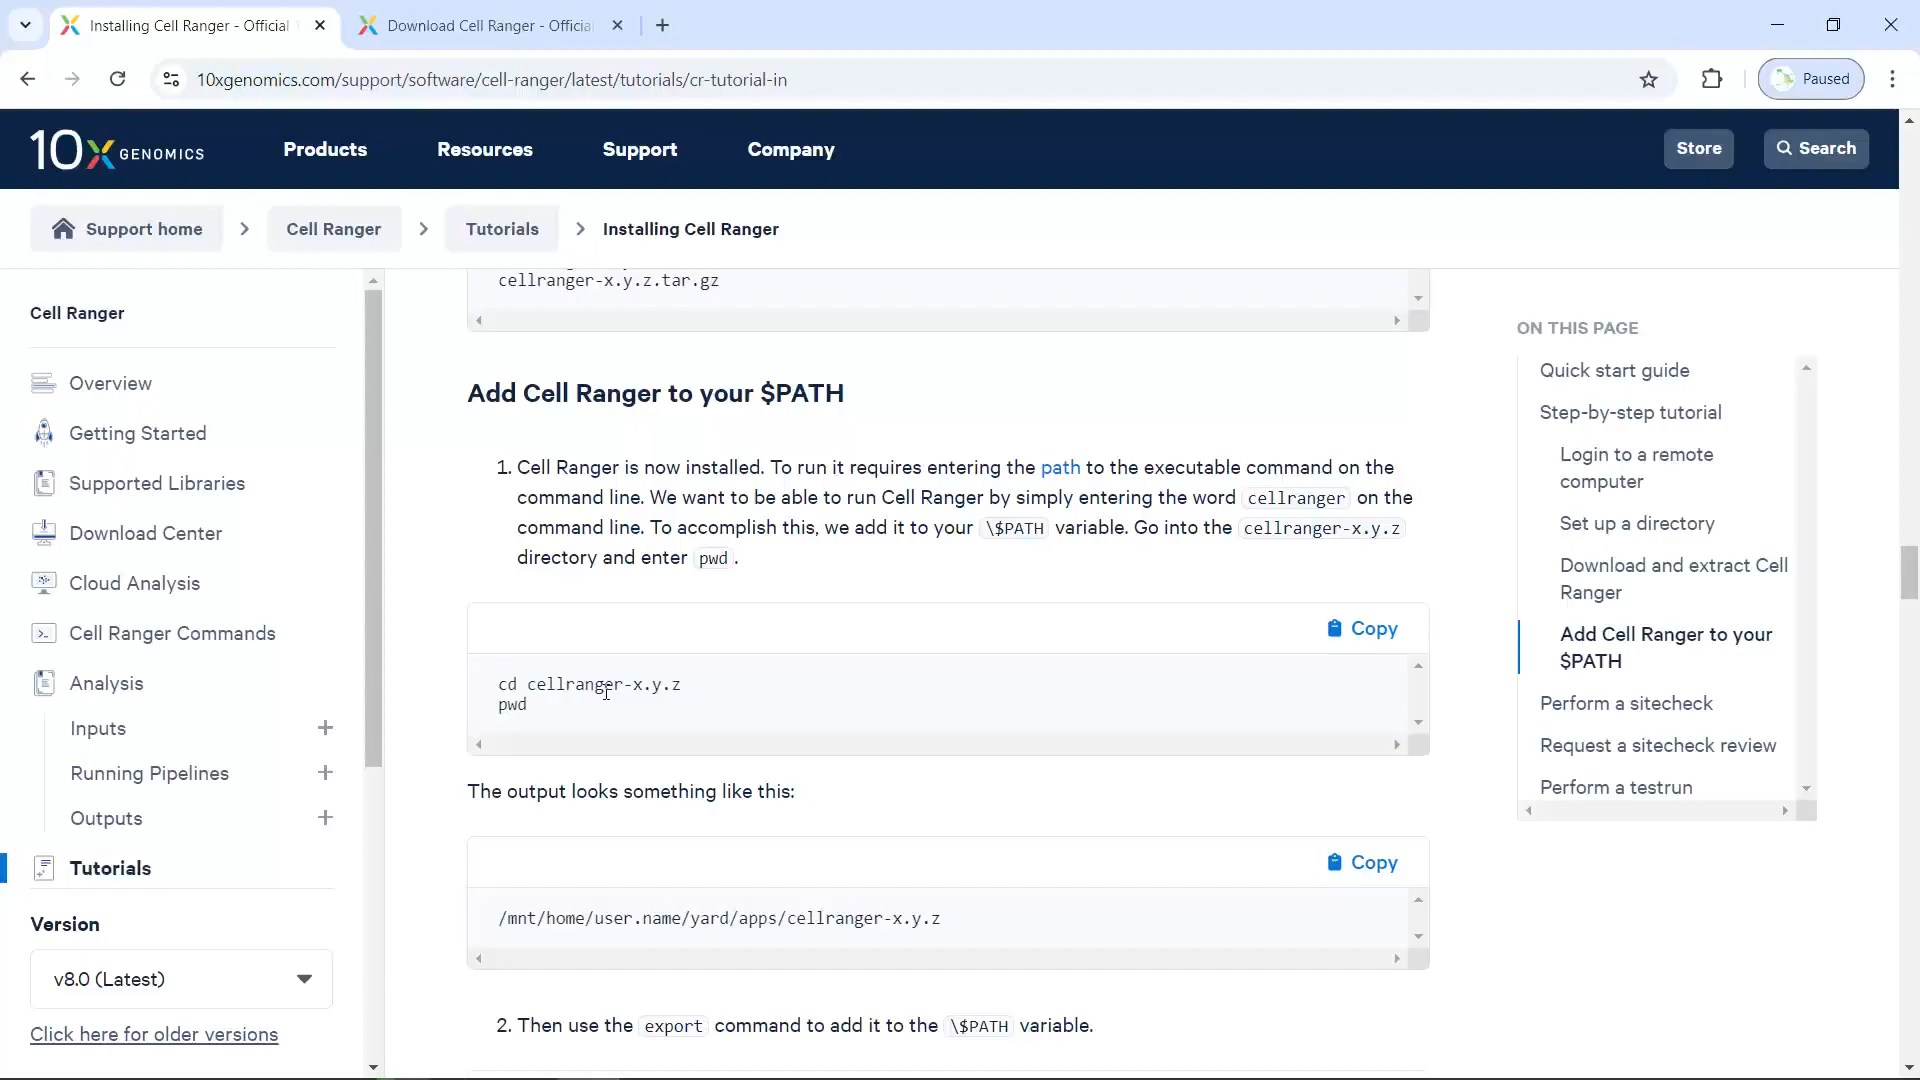 Installing Cell Ranger - Official
Download Cell Ranger - Officia
10xgenomics.com/support/software/cell-ranger/latest/tutorials/cr-tutorial-in
Paused
10X GENOMICS
Products
Resources
Support
Company
Store
Search
Support home
Cell Ranger
Tutorials
Installing Cell Ranger
Cell Ranger
Overview
Getting Started
Supported Libraries
Download Center
Cloud Analysis
Cell Ranger Commands
Analysis
Inputs
Running Pipelines
Outputs
Tutorials
Version
v8.0 (Latest)
Click here for older versions
cellranger-x.y.z.tar.gz
Add Cell Ranger to your $PATH
1. Cell Ranger is now installed. To run it requires entering the path to the executable command on the
command line. We want to be able to run Cell Ranger by simply entering the word cellranger on the
command line. To accomplish this, we add it to your \$PATH variable. Go into the cellranger-x.y.z
directory and enter pwd.
Copy
cd cellranger-x.y.z
pwd
The output looks something like this:
Copy
/mnt/home/user.name/yard/apps/cellranger-x.y.z
2. Then use the export command to add it to the \$PATH variable.
ON THIS PAGE
Quick start guide
Step-by-step tutorial
Login to a remote
computer
Set up a directory
Download and extract Cell
Ranger
Add Cell Ranger to your
$PATH
Perform a sitecheck
Request a sitecheck review
Perform a testrun